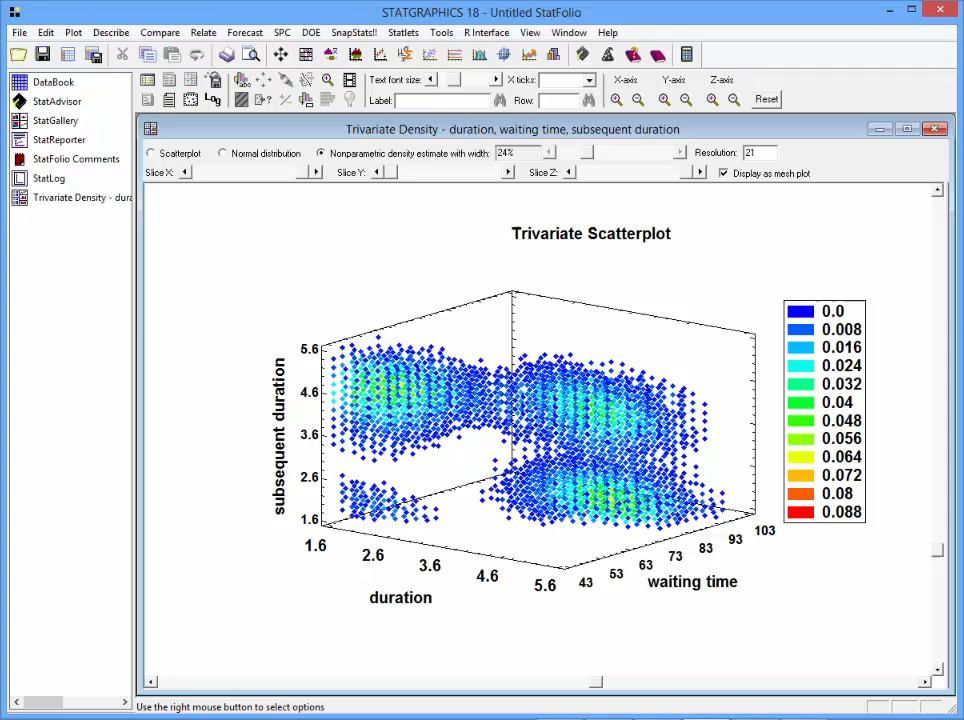 STATGRAPHICS 18 - Untitled StatFolio
File Edit Plot Describe Compare Relate Forecast SPC DOE SnapStats!! Statlets Tools R Interface View Window Help
Text font size: X ticks: X-axis Y-axis Z-axis
Log Label: Row: Reset
DataBook
StatAdvisor
StatGallery
StatReporter
StatFolio Comments
StatLog
Trivariate Density - dura
Trivariate Density - duration, waiting time, subsequent duration
Scatterplot Normal distribution Nonparametric density estimate with width: 24% Resolution: 21
Slice X: Slice Y: Slice Z: Display as mesh plot
Trivariate Scatterplot
subsequent duration
5.6
4.6
3.6
2.6
1.6
1.6
2.6
3.6
4.6
5.6
duration
43
53
63
73
83
93
103
waiting time
0.0
0.008
0.016
0.024
0.032
0.04
0.048
0.056
0.064
0.072
0.08
0.088
Use the right mouse button to select options